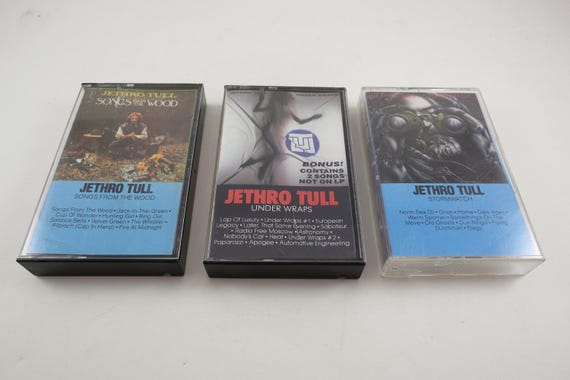 JETHRO TULL
SONGS FROM THE WOOD
JETHRO TULL
SONGS FROM THE WOOD
Songs From The Wood • Jack-In-The-Green •
Cup Of Wonder • Hunting Girl • Ring Out,
Solstice Bells • Velvet Green • The Whistler •
Pibroch (Cap In Hand) • Fire At Midnight
BONUS!
CONTAINS
2 SONGS
NOT ON LP
JETHRO TULL
UNDER WRAPS
Lap Of Luxury • Under Wraps #1 • European
Legacy • Later, That Same Evening • Saboteur
• Radio Free Moscow • Astronomy •
Nobody's Car • Heat • Under Wraps #2 •
Paparazzi • Apogee • Automotive Engineering
JETHRO TULL
STORMWATCH
North Sea Oil • Orion • Home • Dark Ages •
Warm Sporran • Something's On The
Move • Old Ghosts • Dun Ringill • Flying
Dutchman • Elegy